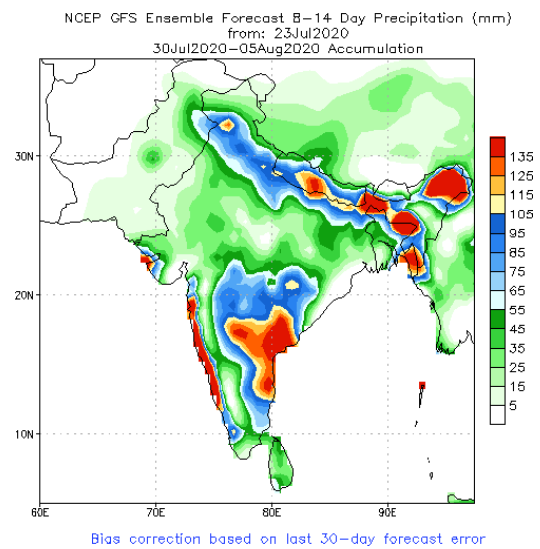 NCEP GFS Ensemble Forecast 8-14 Day Precipitation (mm)
from: 23Jul2020
30Jul2020-05Aug2020 Accumulation
30N
20N
10N
60E 70E 80E 90E
135
125
115
105
95
85
75
65
55
45
35
25
15
5
Bias correction based on last 30-day forecast error